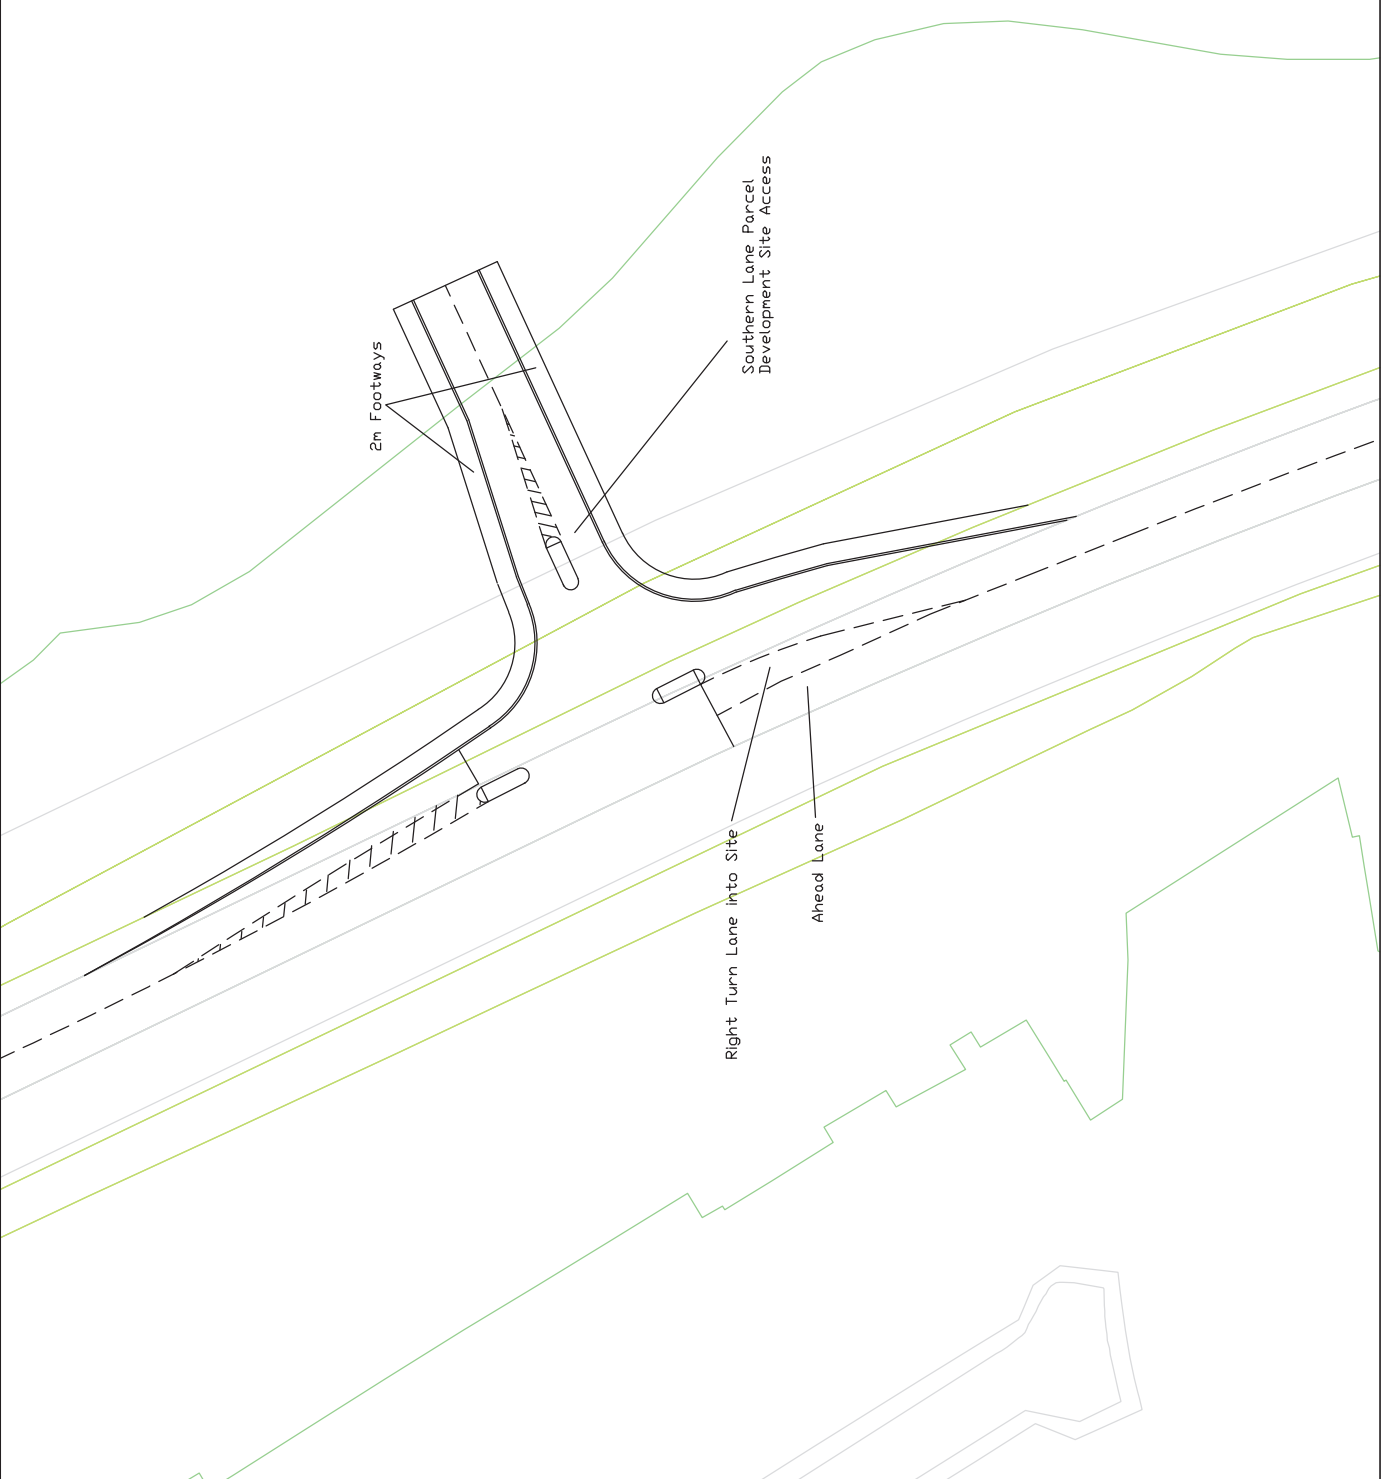 2m Footways
Southern Lane Parcel
Development Site Access
Right Turn Lane into Site
Ahead Lane